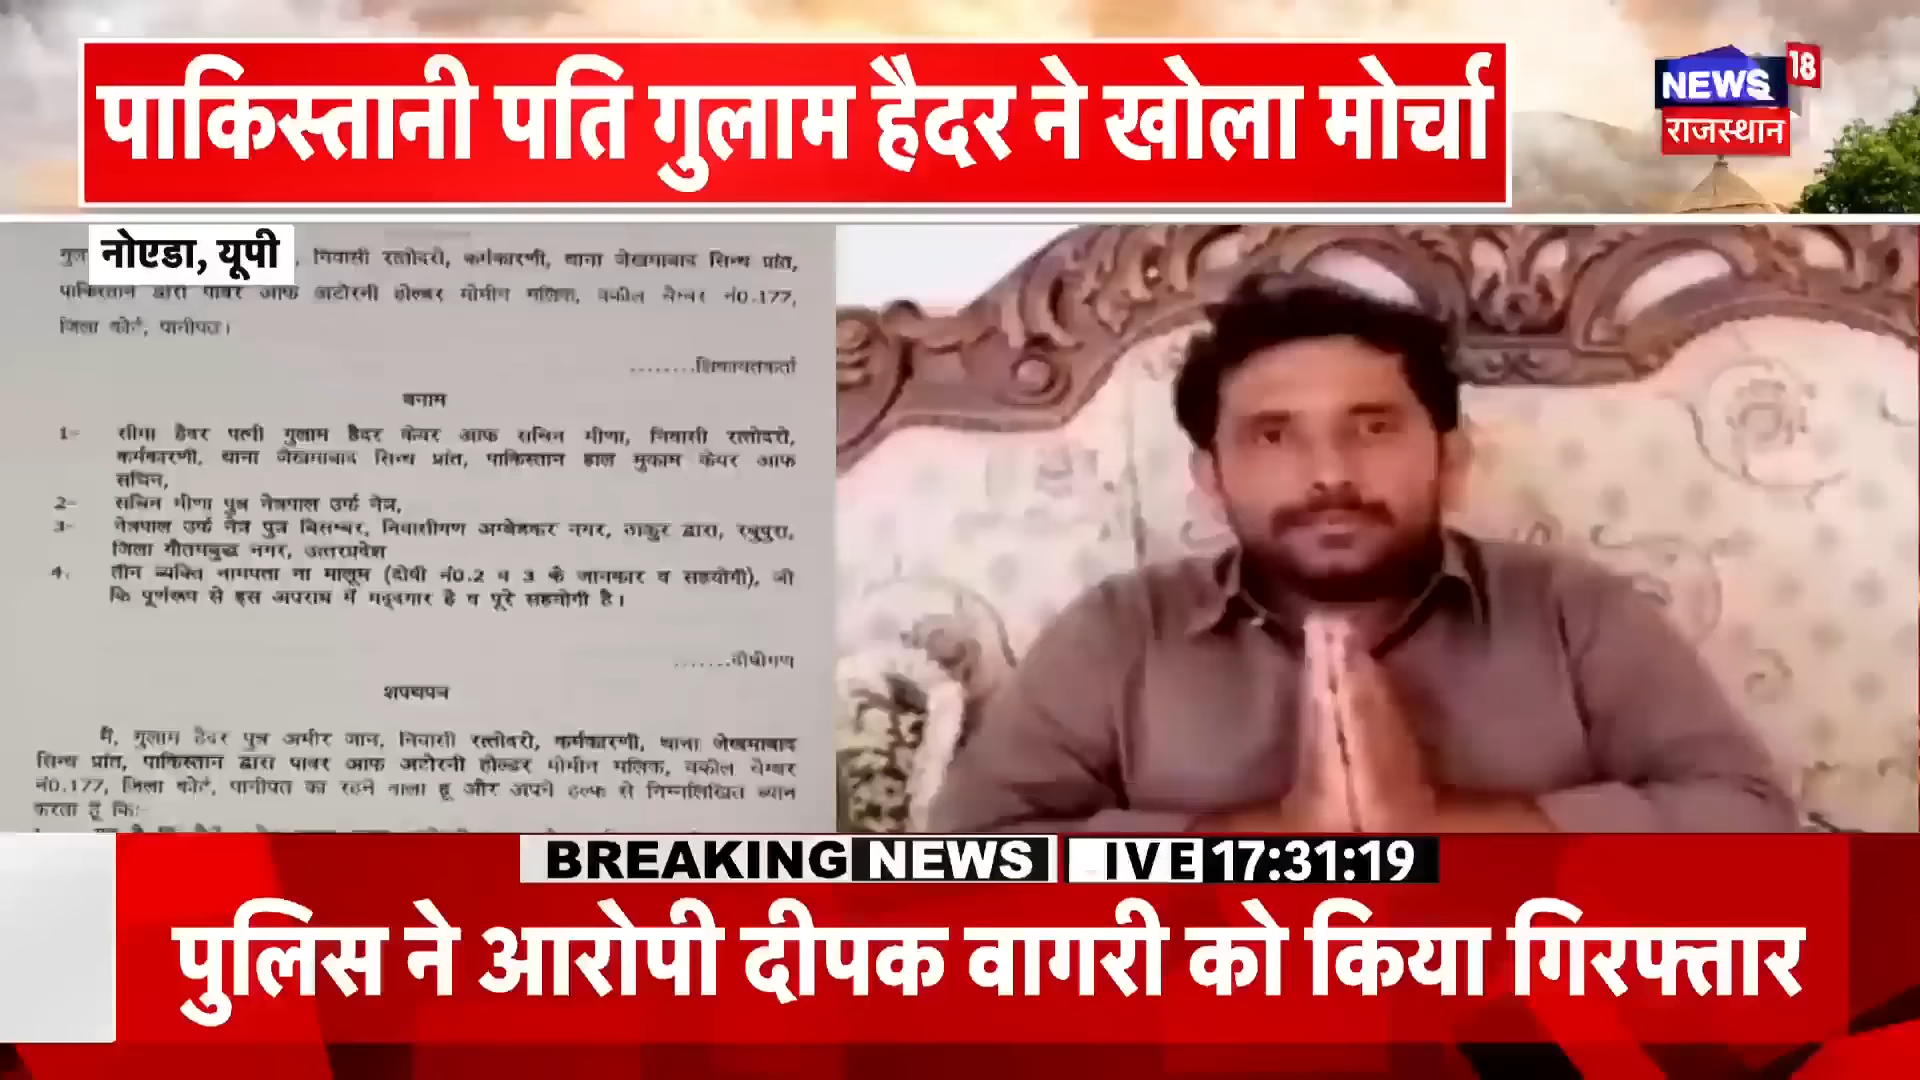 पाकिस्तानी पति गुलाम हैदर ने खोला मोर्चा
NEWS 18
राजस्थान
नोएडा, यूपी
निवासी रत्तोदरो, कर्मकारणी, थाना जेखमाबाद सिन्ध प्रांत,
पाकिस्तान द्वारा पावर आफ अटोरनी होल्डर मोमीन मलिक, वकील चेम्बर नं0.177,
जिला कोर्ट, पानीपत।
........शिकायतकर्ता
बनाम
1- सीमा हैदर पत्नी गुलाम हैदर केयर आफ सचिन मीणा, निवासी रत्तोदरो,
कर्मकारणी, थाना जेखमाबाद सिन्ध प्रांत, पाकिस्तान हाल मुकाम केयर आफ
सचिन,
2- सचिन मीणा पुत्र नेत्रपाल उर्फ नेत्र,
3- नेत्रपाल उर्फ नेत्र पुत्र बिसम्बर, निवासीगण अम्बेडकर नगर, ठाकुर द्वारा, रबुपुरा,
जिला गौतमबुद्ध नगर, उत्तरप्रदेश
4. तीन व्यक्ति नामपता ना मालूम (दोषी नं0.2 व 3 के जानकार व सहयोगी), जो
कि पूर्णरूप से इस अपराध में मददगार है व पूरे सहयोगी है।
.......दोषीगण
शपथपत्र
मैं, गुलाम हैदर पुत्र अमीर जान, निवासी रत्तोदरो, कर्मकारणी, थाना जेखमाबाद
सिन्ध प्रांत, पाकिस्तान द्वारा पावर आफ अटोरनी होल्डर मोमीन मलिक, वकील चेम्बर
नं0.177, जिला कोर्ट, पानीपत का रहने वाला हूं और अपने हल्फ से निम्नलिखित ब्यान
करता हूं कि:-
BREAKING NEWS
IVE 17:31:19
पुलिस ने आरोपी दीपक वागरी को किया गिरफ्तार